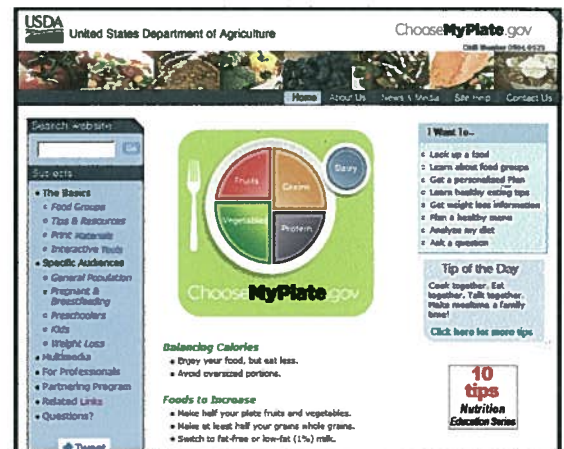 USDA
United States Department of Agriculture
ChooseMyPlate.gov
OMB Number 0584-0535
Home About Us News & Media Site Help Contact Us
Search website
Go
Subjects
The Basics
Food Groups
Tips & Resources
Print Materials
Interactive Tools
Specific Audiences
General Population
Pregnant &
Breastfeeding
Preschoolers
Kids
Weight Loss
Multimedia
For Professionals
Partnering Program
Related Links
Questions?
Tweet
Fruits
Grains
Dairy
Vegetables
Protein
ChooseMyPlate.gov
Balancing Calories
Enjoy your food, but eat less.
Avoid oversized portions.
Foods to Increase
Make half your plate fruits and vegetables.
Make at least half your grains whole grains.
Switch to fat-free or low-fat (1%) milk.
I Want To...
Look up a food
Learn about food groups
Get a personalized Plan
Learn healthy eating tips
Get weight loss information
Plan a healthy menu
Analyze my diet
Ask a question
Tip of the Day
Cook together. Eat
together. Talk together.
Make mealtime a family
time!
Click here for more tips
10
tips
Nutrition
Education Series